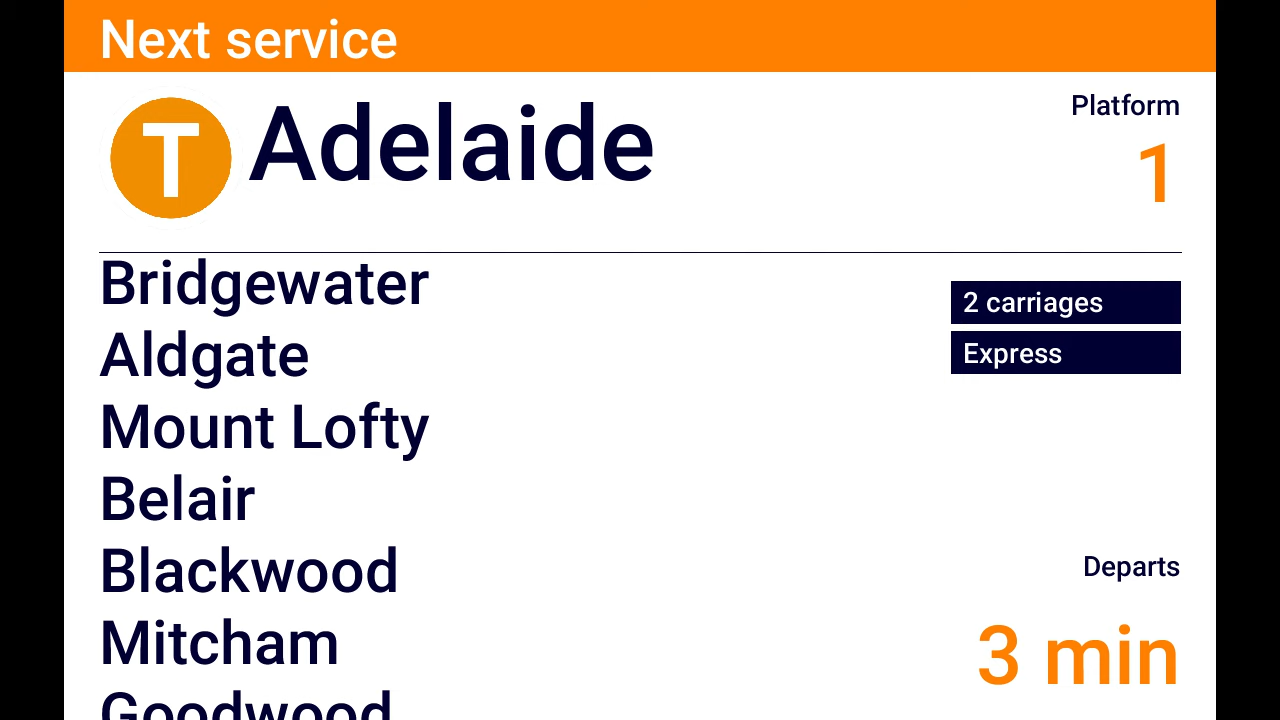 Next service
T Adelaide
Platform
1
Bridgewater
2 carriages
Aldgate
Express
Mount Lofty
Belair
Blackwood
Departs
Mitcham
3 min
Goodwood